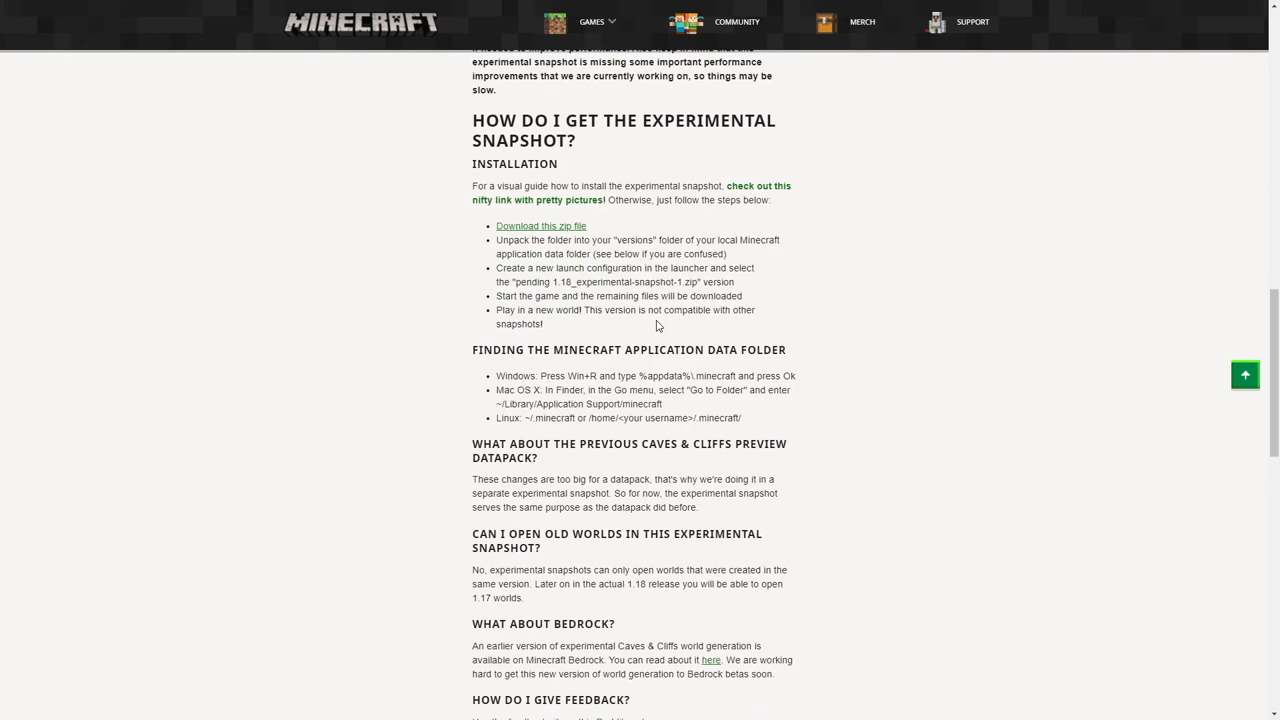 MINECRAFT
GAMES
COMMUNITY
MERCH
SUPPORT
experimental snapshot is missing some important performance
improvements that we are currently working on, so things may be
slow.
HOW DO I GET THE EXPERIMENTAL
SNAPSHOT?
INSTALLATION
For a visual guide how to install the experimental snapshot, check out this
nifty link with pretty pictures! Otherwise, just follow the steps below:
• Download this zip file
• Unpack the folder into your "versions" folder of your local Minecraft
application data folder (see below if you are confused)
• Create a new launch configuration in the launcher and select
the "pending 1.18_experimental-snapshot-1.zip" version
• Start the game and the remaining files will be downloaded
• Play in a new world! This version is not compatible with other
snapshots!
FINDING THE MINECRAFT APPLICATION DATA FOLDER
• Windows: Press Win+R and type %appdata%\.minecraft and press Ok
• Mac OS X: In Finder, in the Go menu, select "Go to Folder" and enter
~/Library/Application Support/minecraft
• Linux: ~/.minecraft or /home/<your username>/.minecraft/
WHAT ABOUT THE PREVIOUS CAVES & CLIFFS PREVIEW
DATAPACK?
These changes are too big for a datapack, that's why we're doing it in a
separate experimental snapshot. So for now, the experimental snapshot
serves the same purpose as the datapack did before.
CAN I OPEN OLD WORLDS IN THIS EXPERIMENTAL
SNAPSHOT?
No, experimental snapshots can only open worlds that were created in the
same version. Later on in the actual 1.18 release you will be able to open
1.17 worlds.
WHAT ABOUT BEDROCK?
An earlier version of experimental Caves & Cliffs world generation is
available on Minecraft Bedrock. You can read about it here. We are working
hard to get this new version of world generation to Bedrock betas soon.
HOW DO I GIVE FEEDBACK?